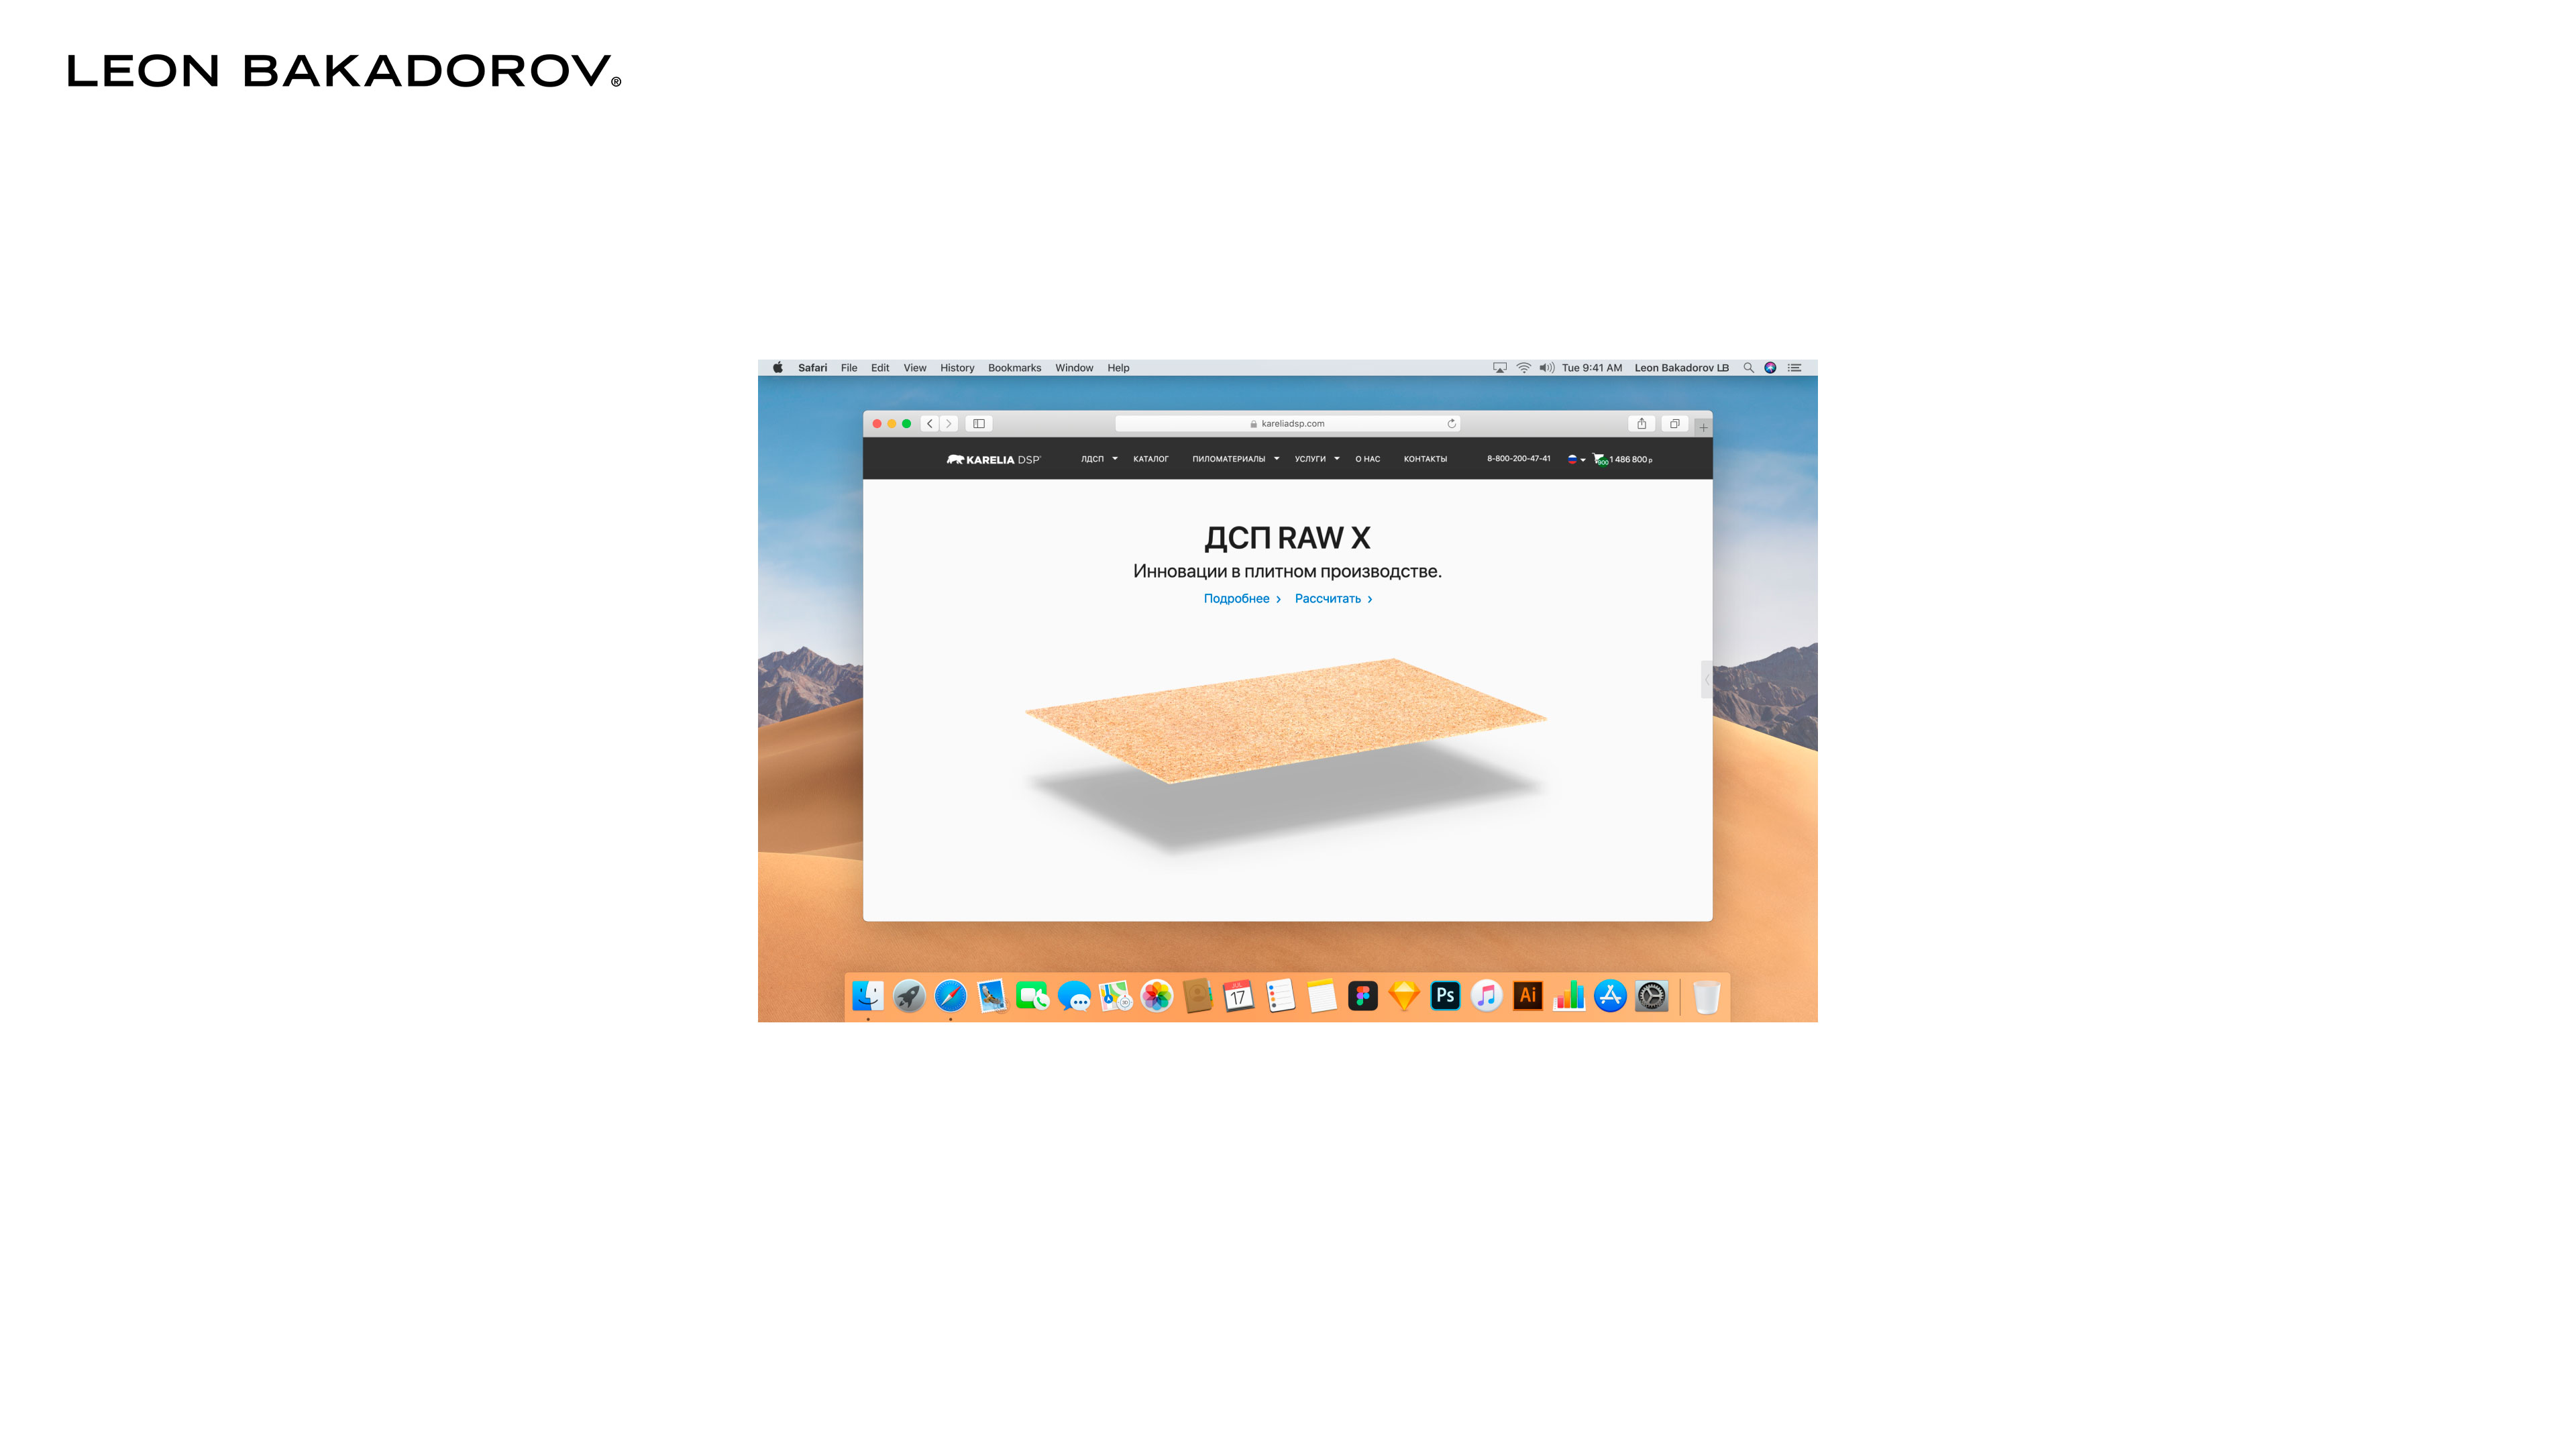 LEON BAKADOROV®
Safari File Edit View History Bookmarks Window Help Tue 9:41 AM Leon Bakadorov LB
kareliadsp.com
KARELIA DSP ЛДСП КАТАЛОГ ПИЛОМАТЕРИАЛЫ УСЛУГИ О НАС КОНТАКТЫ 8-800-200-47-41 900 1 486 800 р
ДСП RAW X
Инновации в плитном производстве.
Подробнее › Рассчитать ›
JUL
17
Ps
Ai